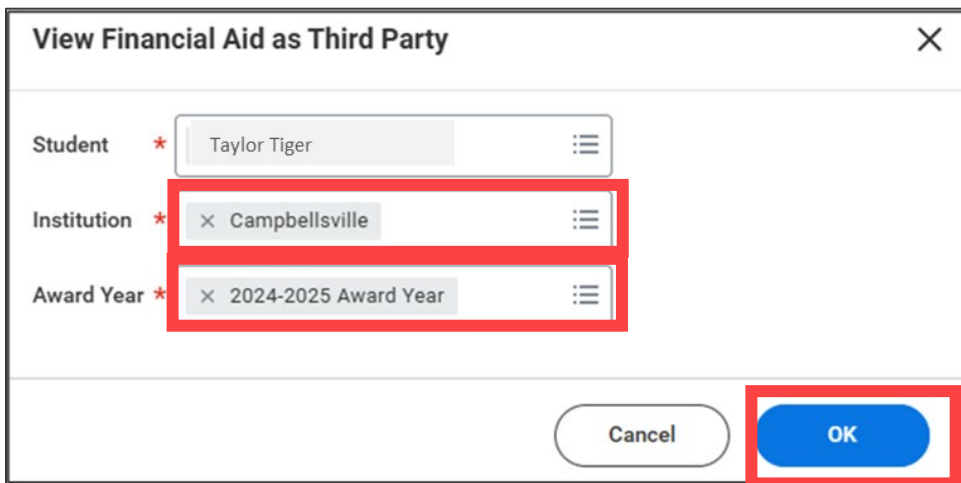 View Financial Aid as Third Party
Student * Taylor Tiger
Institution * × Campbellsville
Award Year * × 2024-2025 Award Year
Cancel OK